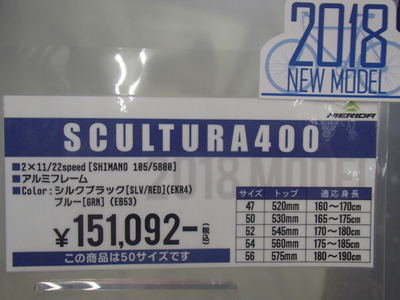 2018
NEW MODEL
MERIDA
SCULTURA400
■2×11/22speed[SHIMANO 105/5800]
■アルミフレーム
■Color:シルクブラック[SLV/RED](EKR4)
ブルー[GRN](EB53)
¥151,092-
この商品は50サイズです
サイズ トップ 適応身長
47 520mm 160~170cm
50 530mm 165~175cm
52 545mm 170~180cm
54 560mm 175~185cm
56 575mm 180~190cm
2018 MODEL